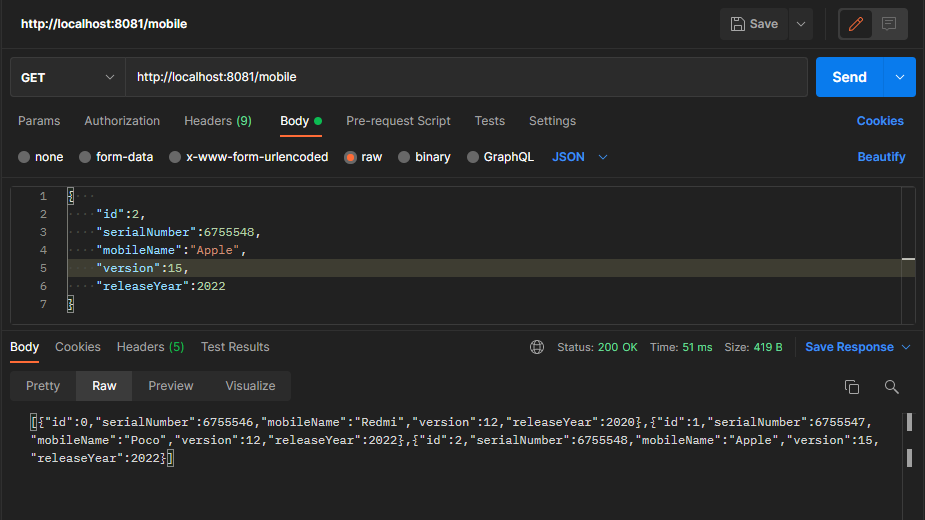 http://localhost:8081/mobile Save
GET http://localhost:8081/mobile Send
Params Authorization Headers (9) Body Pre-request Script Tests Settings Cookies
none form-data x-www-form-urlencoded raw binary GraphQL JSON Beautify
1 {
2 "id":2,
3 "serialNumber":6755548,
4 "mobileName":"Apple",
5 "version":15,
6 "releaseYear":2022
7 }
Body Cookies Headers (5) Test Results Status: 200 OK Time: 51 ms Size: 419 B Save Response
Pretty Raw Preview Visualize
[{"id":0,"serialNumber":6755546,"mobileName":"Redmi","version":12,"releaseYear":2020},{"id":1,"serialNumber":6755547,
"mobileName":"Poco","version":12,"releaseYear":2022},{"id":2,"serialNumber":6755548,"mobileName":"Apple","version":15,
"releaseYear":2022}]